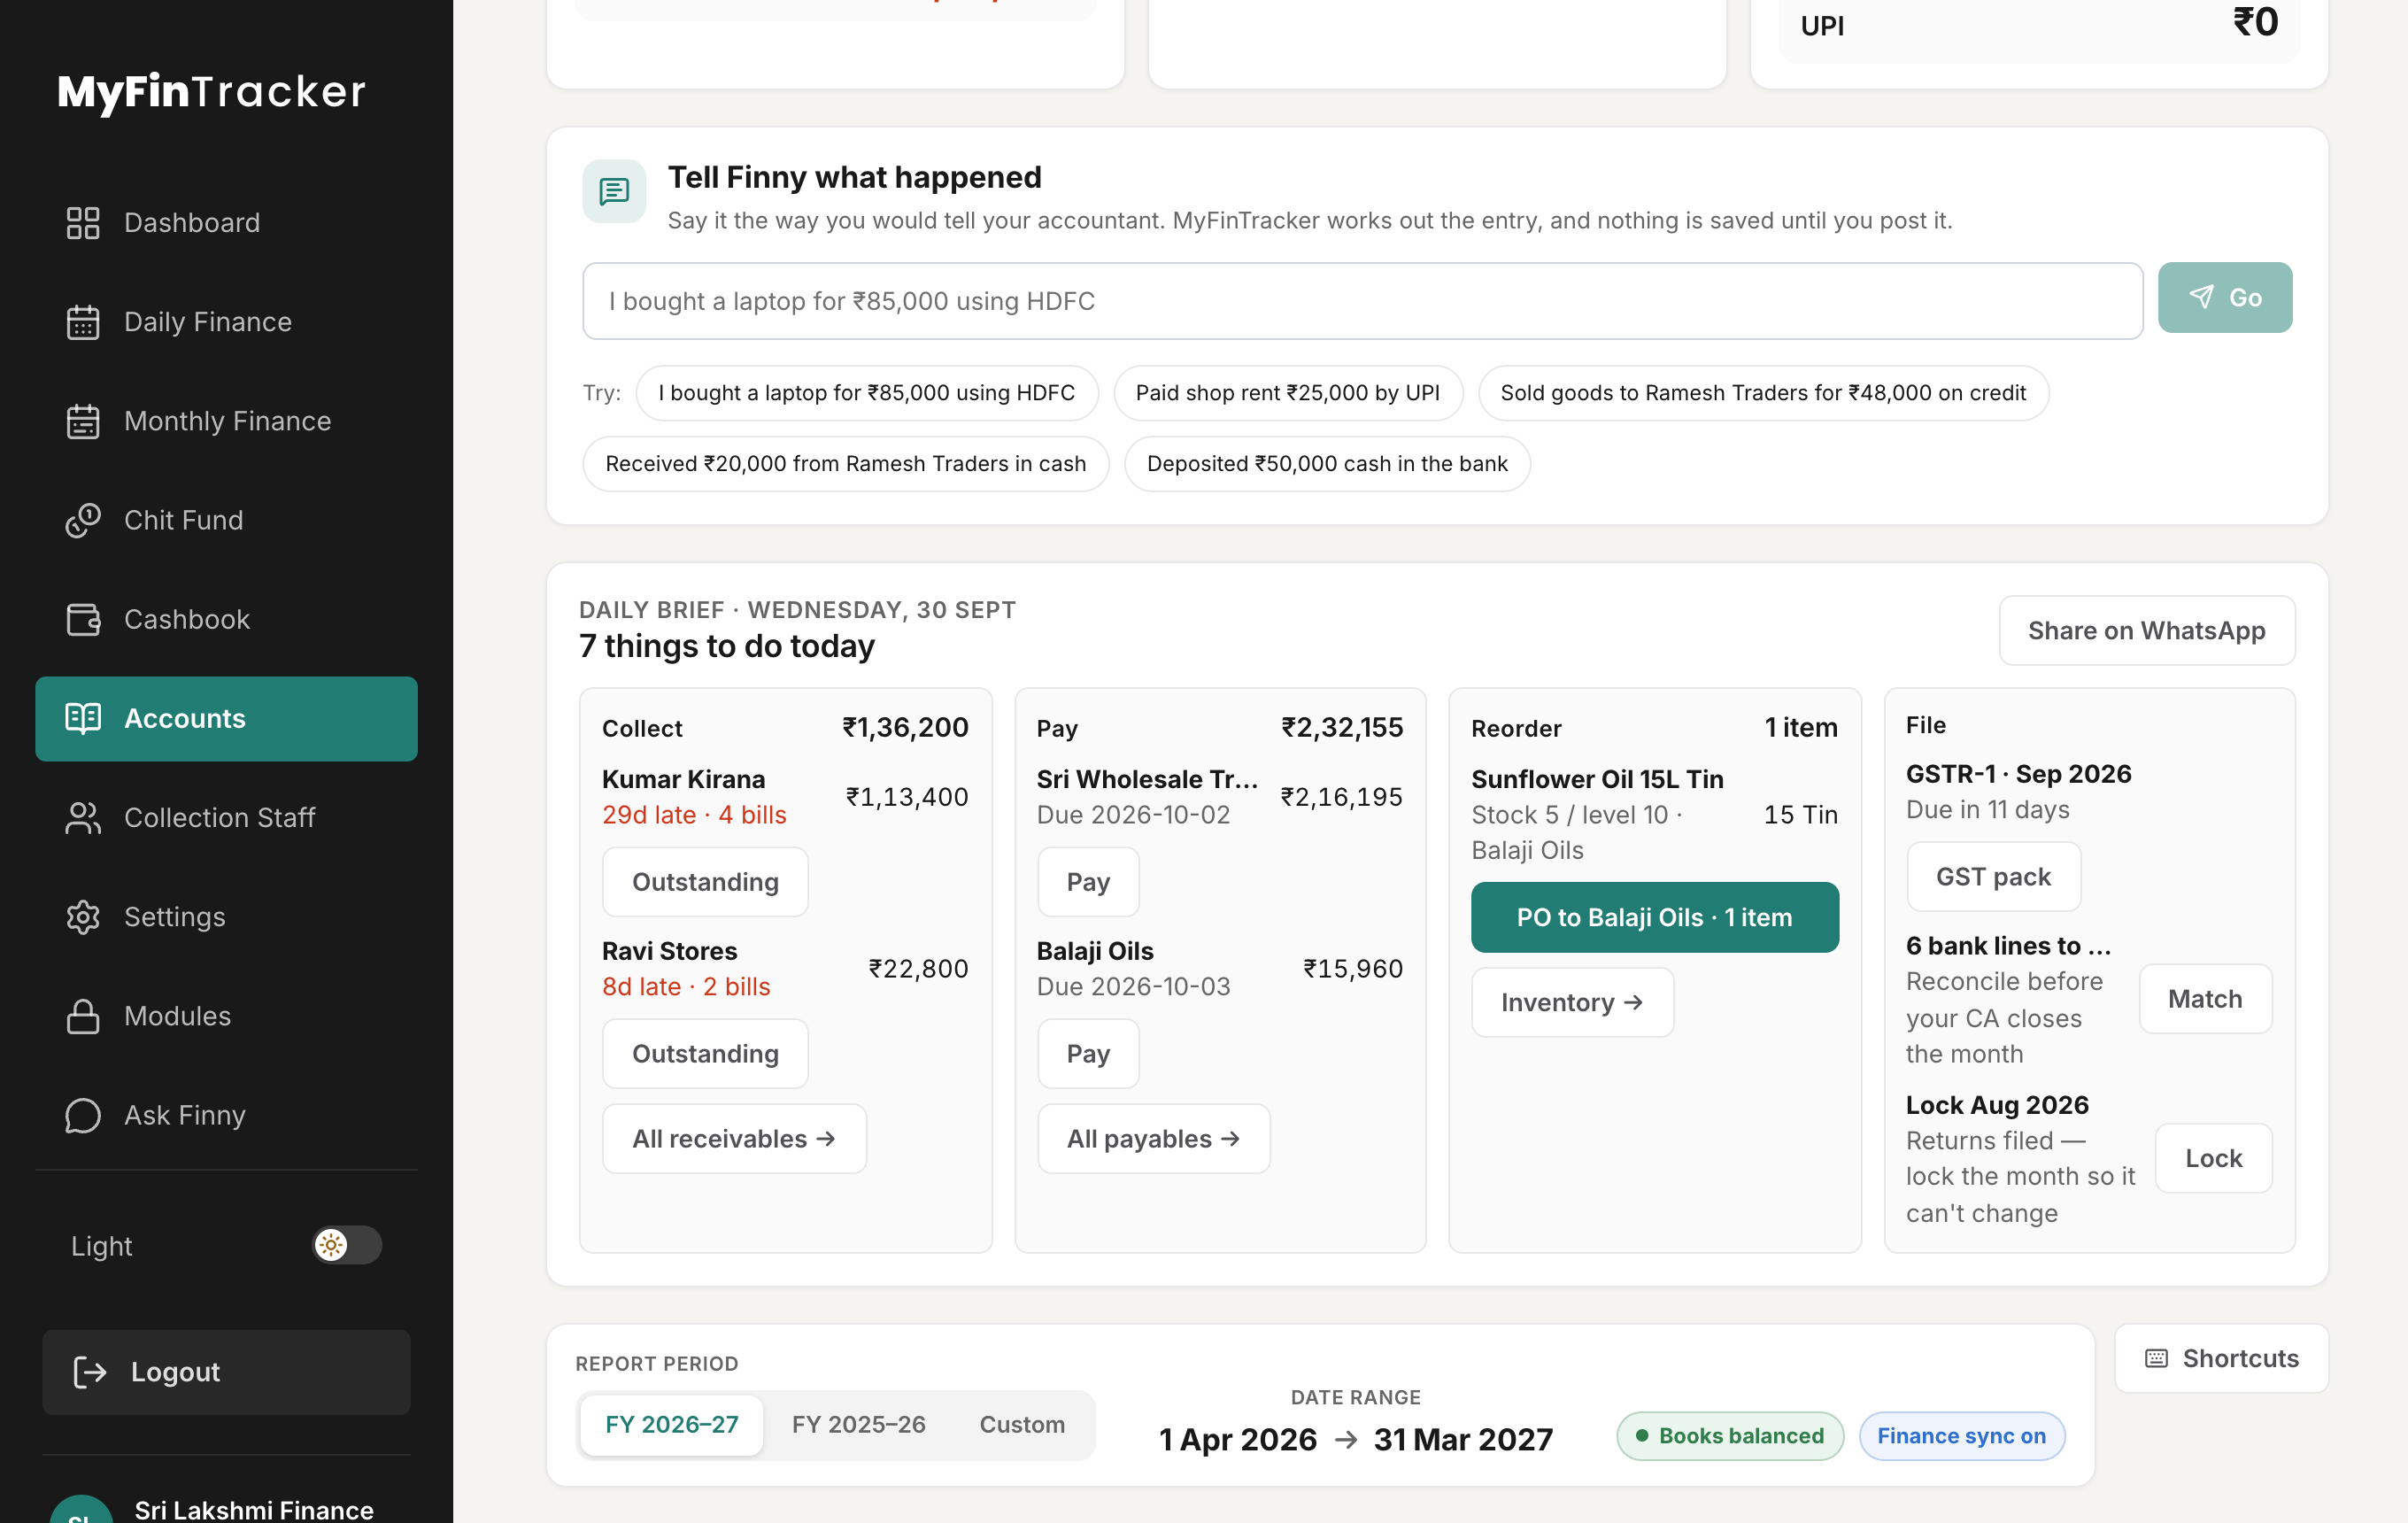 MyFinTracker
Dashboard
Daily Finance
Monthly Finance
Chit Fund
Cashbook
Accounts
Collection Staff
Settings
Modules
Ask Finny
Light
Logout
Sri Lakshmi Finance
UPI ₹0
Tell Finny what happened
Say it the way you would tell your accountant. MyFinTracker works out the entry, and nothing is saved until you post it.
I bought a laptop for ₹85,000 using HDFC
Go
Try: I bought a laptop for ₹85,000 using HDFC Paid shop rent ₹25,000 by UPI Sold goods to Ramesh Traders for ₹48,000 on credit
Received ₹20,000 from Ramesh Traders in cash Deposited ₹50,000 cash in the bank
DAILY BRIEF · WEDNESDAY, 30 SEPT
7 things to do today
Share on WhatsApp
Collect ₹1,36,200
Kumar Kirana ₹1,13,400
29d late · 4 bills
Outstanding
Ravi Stores ₹22,800
8d late · 2 bills
Outstanding
All receivables →
Pay ₹2,32,155
Sri Wholesale Tr... ₹2,16,195
Due 2026-10-02
Pay
Balaji Oils ₹15,960
Due 2026-10-03
Pay
All payables →
Reorder 1 item
Sunflower Oil 15L Tin
Stock 5 / level 10 · 15 Tin
Balaji Oils
PO to Balaji Oils · 1 item
Inventory →
File
GSTR-1 · Sep 2026
Due in 11 days
GST pack
6 bank lines to ...
Reconcile before
your CA closes
the month
Match
Lock Aug 2026
Returns filed —
lock the month so it
can't change
Lock
REPORT PERIOD
FY 2026–27 FY 2025–26 Custom
DATE RANGE
1 Apr 2026 → 31 Mar 2027
Books balanced
Finance sync on
Shortcuts